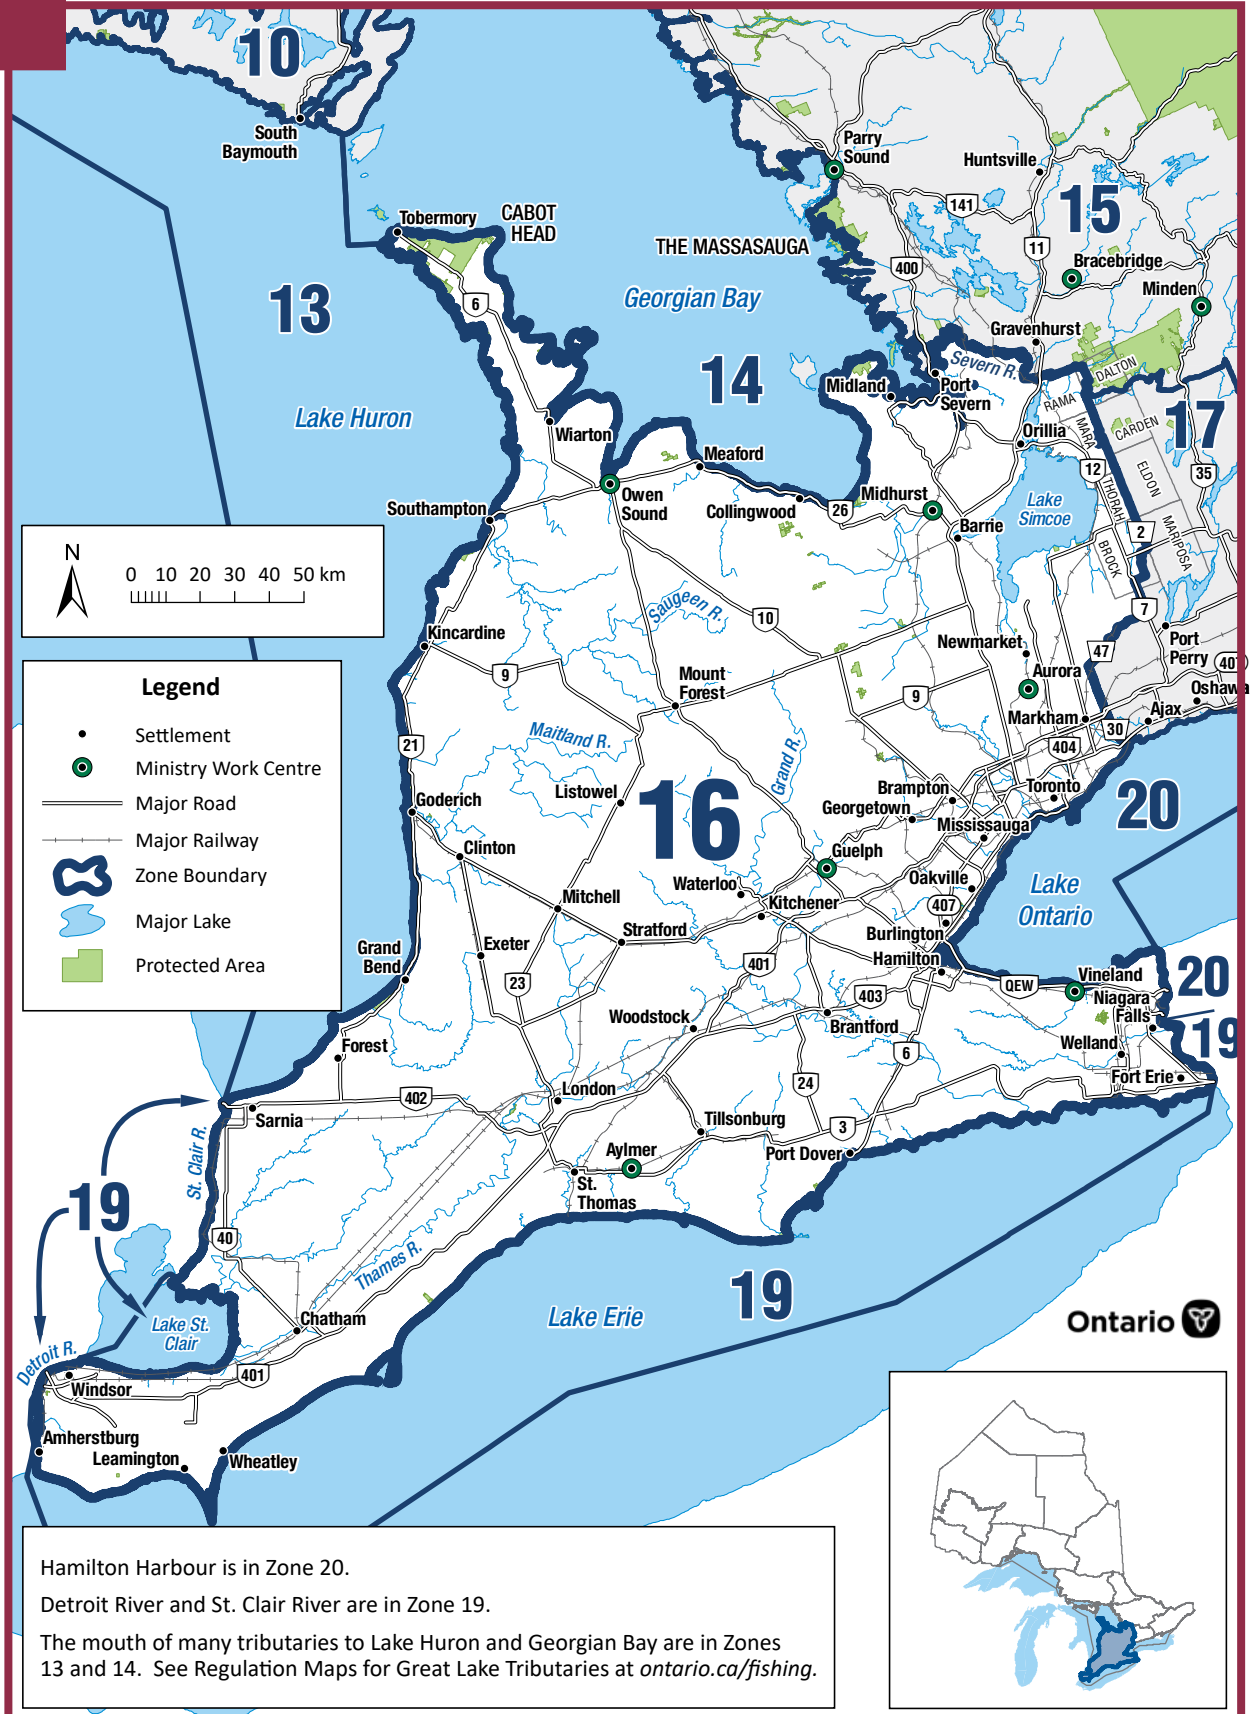 10
South
Baymouth
Parry
Sound
Huntsville
141
15
11
Tobermory
CABOT
HEAD
THE MASSASAUGA
400
Bracebridge
Minden
13
6
Georgian Bay
Gravenhurst
Severn R.
DALTON
14
Midland
Port
Severn
RAMA
MARA
CARDEN
17
Lake Huron
Wiarton
Orillia
Meaford
12
ELDON
35
Owen
Sound
Southampton
Collingwood
26
Midhurst
Lake
Simcoe
THORAH
Barrie
2
MARIPOSA
BROCK
N
0 10 20 30 40 50 km
Saugeen R.
10
7
Kincardine
Newmarket
47
Port
Perry
407
9
Mount
Forest
Aurora
Oshawa
9
Markham
Ajax
30
404
Legend
Settlement
Ministry Work Centre
Major Road
Major Railway
Zone Boundary
Major Lake
Protected Area
21
Maitland R.
Grand R.
Listowel
16
Brampton
Georgetown
Toronto
20
Goderich
Mississauga
Clinton
Guelph
Waterloo
Oakville
Lake
Ontario
Mitchell
Kitchener
407
Stratford
Burlington
Exeter
Grand
Bend
Hamilton
401
23
403
QEW
Vineland
20
Niagara
Falls
Woodstock
Brantford
19
Forest
Welland
6
Fort Erie
London
24
402
Sarnia
Tillsonburg
3
St. Clair R.
Aylmer
Port Dover
St.
Thomas
19
40
Thames R.
19
Lake Erie
Chatham
Lake St.
Clair
Detroit R.
401
Windsor
Amherstburg
Leamington
Wheatley
Ontario
Hamilton Harbour is in Zone 20.
Detroit River and St. Clair River are in Zone 19.
The mouth of many tributaries to Lake Huron and Georgian Bay are in Zones
13 and 14. See Regulation Maps for Great Lake Tributaries at ontario.ca/fishing.